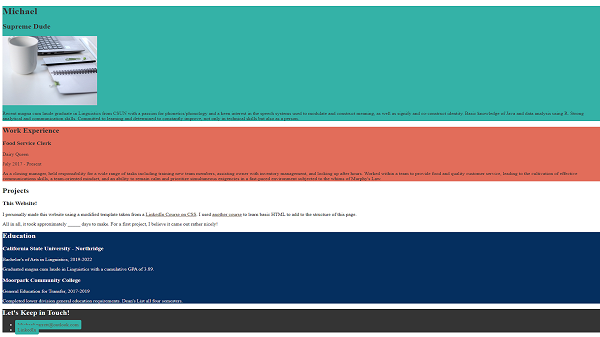 Michael
Supreme Dude
Recent magna cum laude graduate in Linguistics from CSUN with a passion for phonetics phonology and a keen interest in the speech systems used to modulate and construct meaning, as well as signify and co-construct identity. Basic knowledge of Java and data analysis using R. Strong
analytical and communication skills. Committed to learning and determined to constantly improve, not only in technical skills but also as a person.
Work Experience
Food Service Clerk
Dairy Queen
July 2017 - Present
As a closing manager, hold responsibility for a wide range of tasks including training new team members, assisting owner with inventory management, and locking up after hours. Worked within a team to provide food and quality customer service, leading to the cultivation of effective
communication skills, a team-oriented mindset, and an ability to remain calm and prioritize simultaneous exigencies in a fast-paced environment subjected to the whims of Murphy's Law.
Projects
This Website!
I personally made this website using a modified template taken from a LinkedIn Course on CSS. I used another course to learn basic HTML to add to the structure of this page.
All in all, it took approximately _____ days to make. For a first project, I believe it came out rather nicely!
Education
California State University - Northridge
Bachelor's of Arts in Linguistics, 2019-2022
Graduated magna cum laude in Linguistics with a cumulative GPA of 3.89.
Moorpark Community College
General Education for Transfer, 2017-2019
Completed lower division general education requirements. Dean's List all four semesters.
Let's Keep in Touch!
LinkedIn